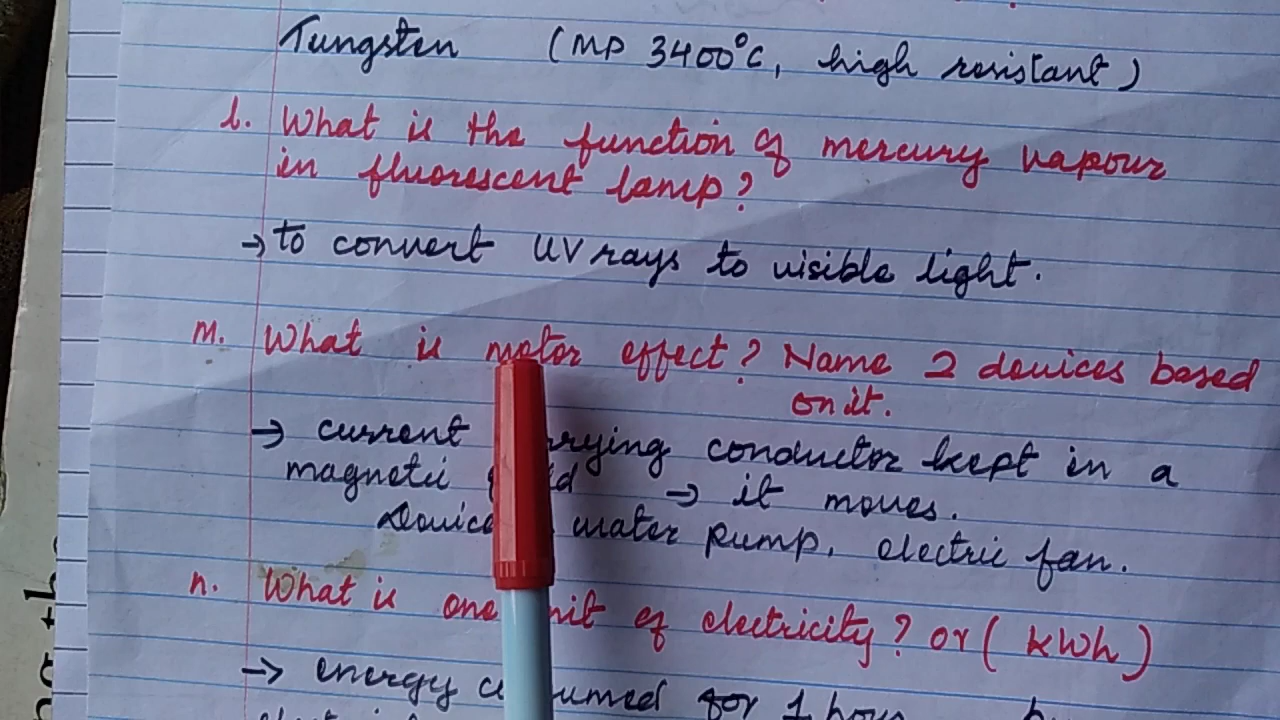 Tungsten (MP 3400°C, high resistant)
l. What is the function of mercury vapour
in fluorescent lamp?
→ to convert UV rays to visible light.
m. What is motor effect? Name 2 devices based
on it.
→ current conductor kept in a
magnetic → it moves.
water pump, electric fan.
n. What is one of electricity? or (kWh)
→ energy for 1 hour